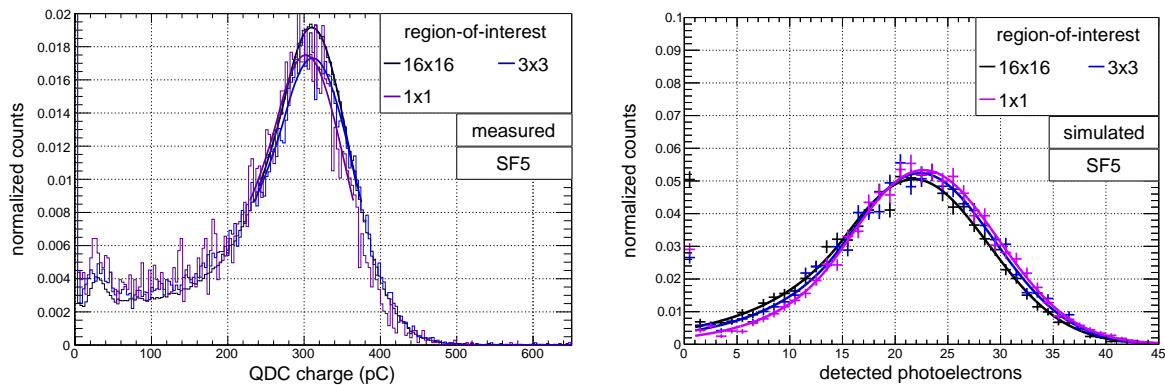 0.02
0.018
0.016
0.014
0.012
0.01
0.008
0.006
0.004
0.002
0
normalized counts
0 100 200 300 400 500 600
QDC charge (pC)
region-of-interest
16x16 3x3
1x1
measured
SF5
0.1
0.09
0.08
0.07
0.06
0.05
0.04
0.03
0.02
0.01
0
normalized counts
0 5 10 15 20 25 30 35 40 45
detected photoelectrons
region-of-interest
16x16 3x3
1x1
simulated
SF5